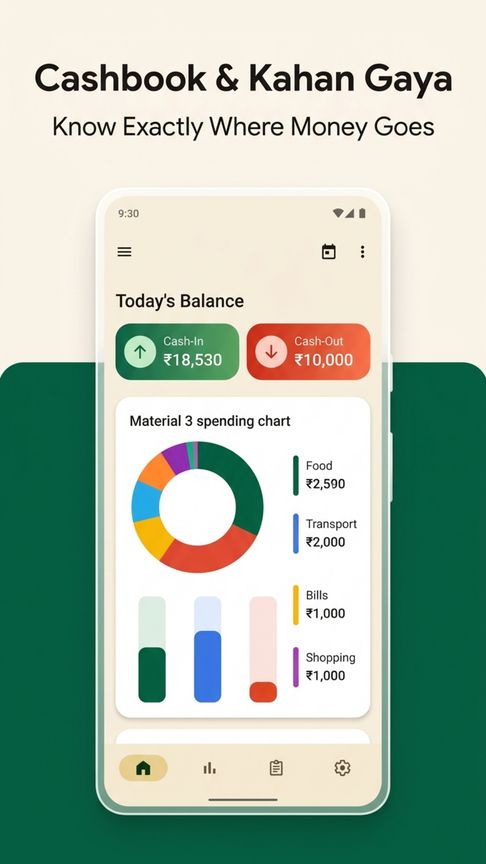 Cashbook & Kahan Gaya
Know Exactly Where Money Goes
9:30
Today's Balance
Cash-In
₹18,530
Cash-Out
₹10,000
Material 3 spending chart
Food
₹2,590
Transport
₹2,000
Bills
₹1,000
Shopping
₹1,000